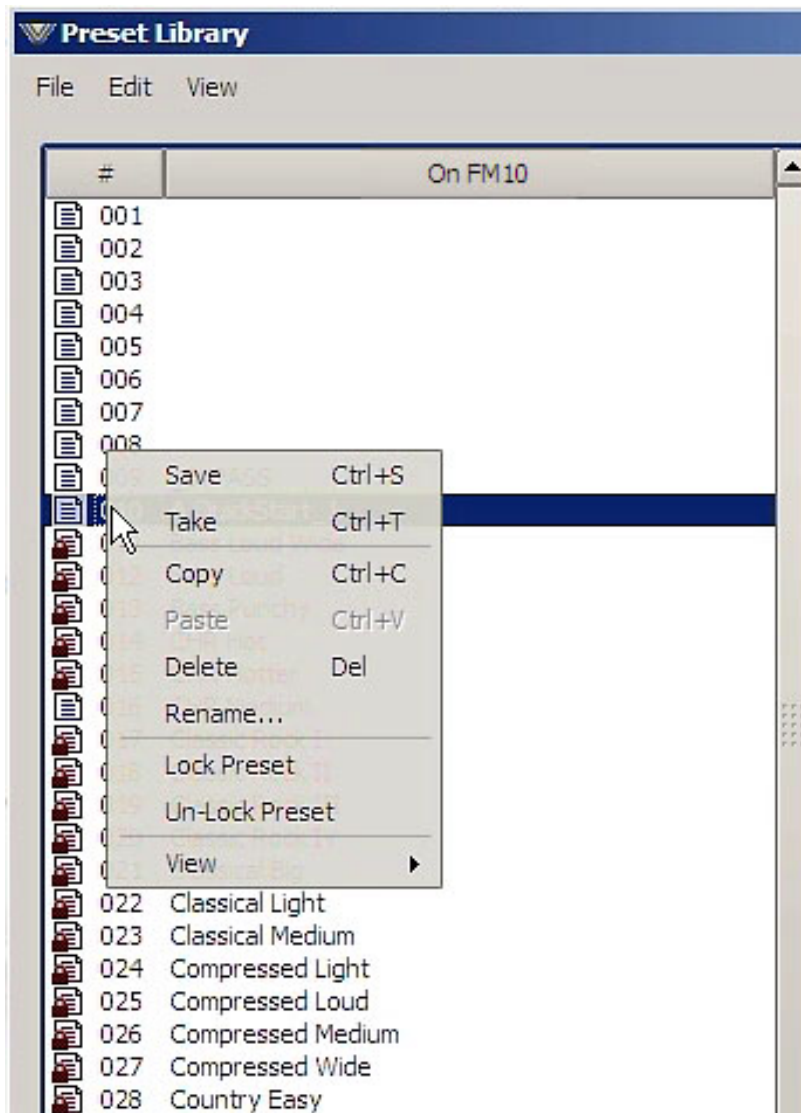 Preset Library
File Edit View
# On FM10
001
002
003
004
005
006
007
008
Save Ctrl+S
Take Ctrl+T
Copy Ctrl+C
Paste Ctrl+V
Delete Del
Rename...
Lock Preset
Un-Lock Preset
View
022 Classical Light
023 Classical Medium
024 Compressed Light
025 Compressed Loud
026 Compressed Medium
027 Compressed Wide
028 Country Easy